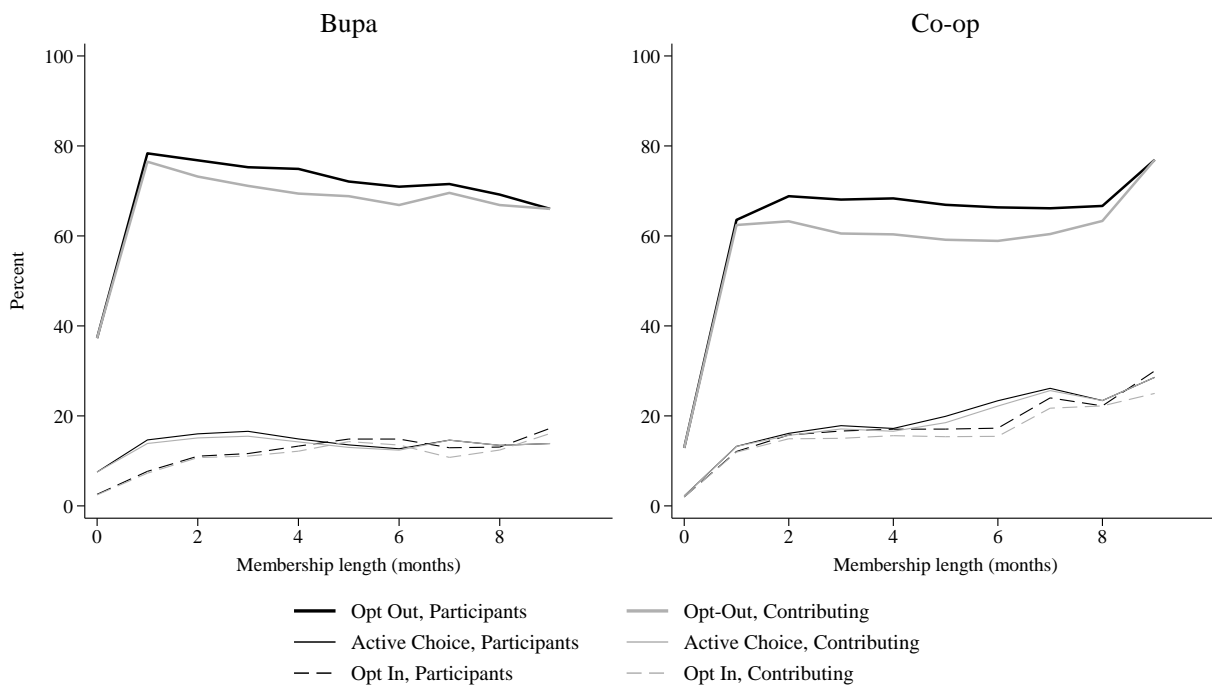 Bupa
Co-op
Percent
100
80
60
40
20
0
0 2 4 6 8
Membership length (months)
100
80
60
40
20
0
0 2 4 6 8
Membership length (months)
Opt Out, Participants
Opt-Out, Contributing
Active Choice, Participants
Active Choice, Contributing
Opt In, Participants
Opt In, Contributing